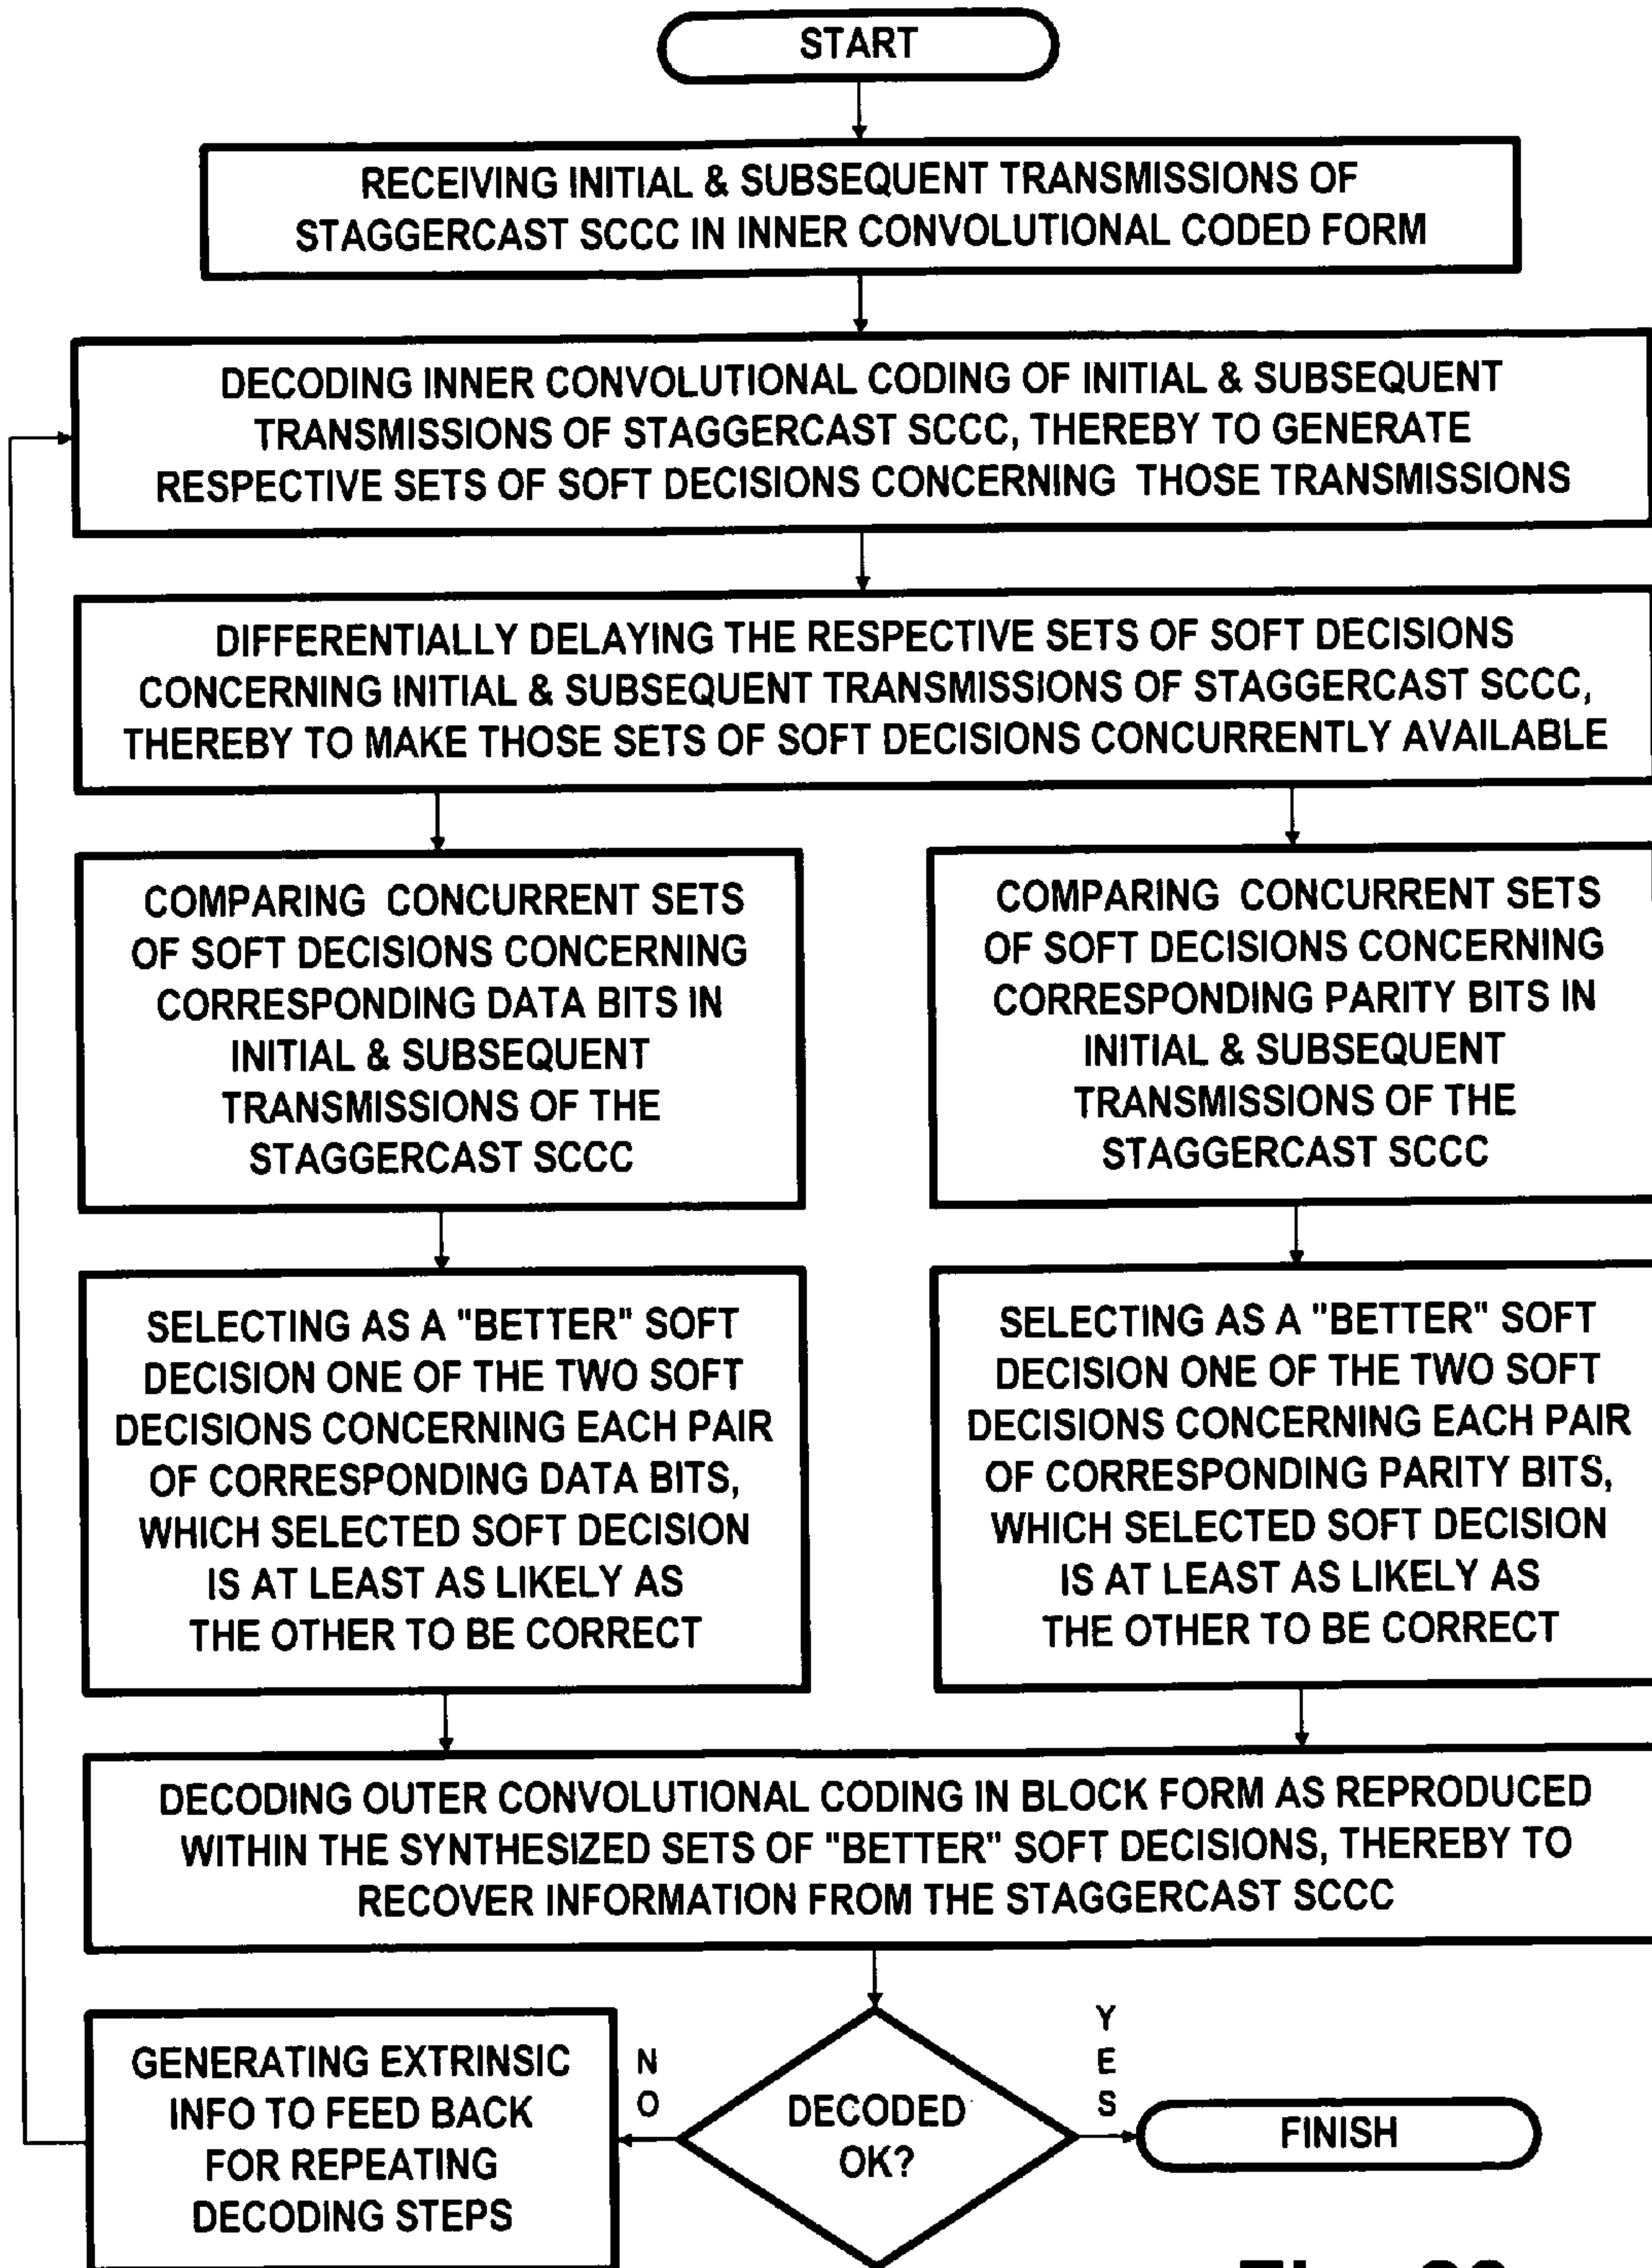 START
RECEIVING INITIAL & SUBSEQUENT TRANSMISSIONS OF
STAGGERCAST SCCC IN INNER CONVOLUTIONAL CODED FORM
DECODING INNER CONVOLUTIONAL CODING OF INITIAL & SUBSEQUENT
TRANSMISSIONS OF STAGGERCAST SCCC, THEREBY TO GENERATE
RESPECTIVE SETS OF SOFT DECISIONS CONCERNING THOSE TRANSMISSIONS
DIFFERENTIALLY DELAYING THE RESPECTIVE SETS OF SOFT DECISIONS
CONCERNING INITIAL & SUBSEQUENT TRANSMISSIONS OF STAGGERCAST SCCC,
THEREBY TO MAKE THOSE SETS OF SOFT DECISIONS CONCURRENTLY AVAILABLE
COMPARING CONCURRENT SETS
OF SOFT DECISIONS CONCERNING
CORRESPONDING DATA BITS IN
INITIAL & SUBSEQUENT
TRANSMISSIONS OF THE
STAGGERCAST SCCC
COMPARING CONCURRENT SETS
OF SOFT DECISIONS CONCERNING
CORRESPONDING PARITY BITS IN
INITIAL & SUBSEQUENT
TRANSMISSIONS OF THE
STAGGERCAST SCCC
SELECTING AS A "BETTER" SOFT
DECISION ONE OF THE TWO SOFT
DECISIONS CONCERNING EACH PAIR
OF CORRESPONDING DATA BITS,
WHICH SELECTED SOFT DECISION
IS AT LEAST AS LIKELY AS
THE OTHER TO BE CORRECT
SELECTING AS A "BETTER" SOFT
DECISION ONE OF THE TWO SOFT
DECISIONS CONCERNING EACH PAIR
OF CORRESPONDING PARITY BITS,
WHICH SELECTED SOFT DECISION
IS AT LEAST AS LIKELY AS
THE OTHER TO BE CORRECT
DECODING OUTER CONVOLUTIONAL CODING IN BLOCK FORM AS REPRODUCED
WITHIN THE SYNTHESIZED SETS OF "BETTER" SOFT DECISIONS, THEREBY TO
RECOVER INFORMATION FROM THE STAGGERCAST SCCC
GENERATING EXTRINSIC
INFO TO FEED BACK
FOR REPEATING
DECODING STEPS
NO
DECODED
OK?
YES
FINISH